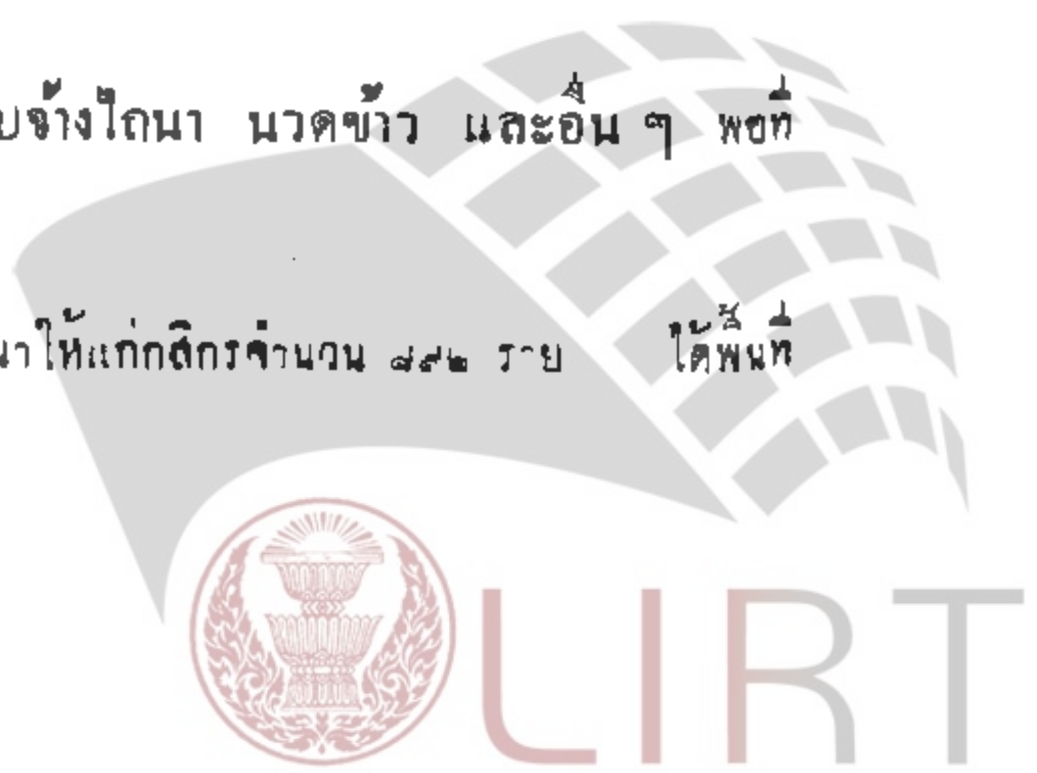 บจ้างไถนา นวดข้าว และอื่น ๆ พอที่
นาให้แก่กสิกรจำนวน ๘๙๒ ราย ได้พื้นที่
LIRT